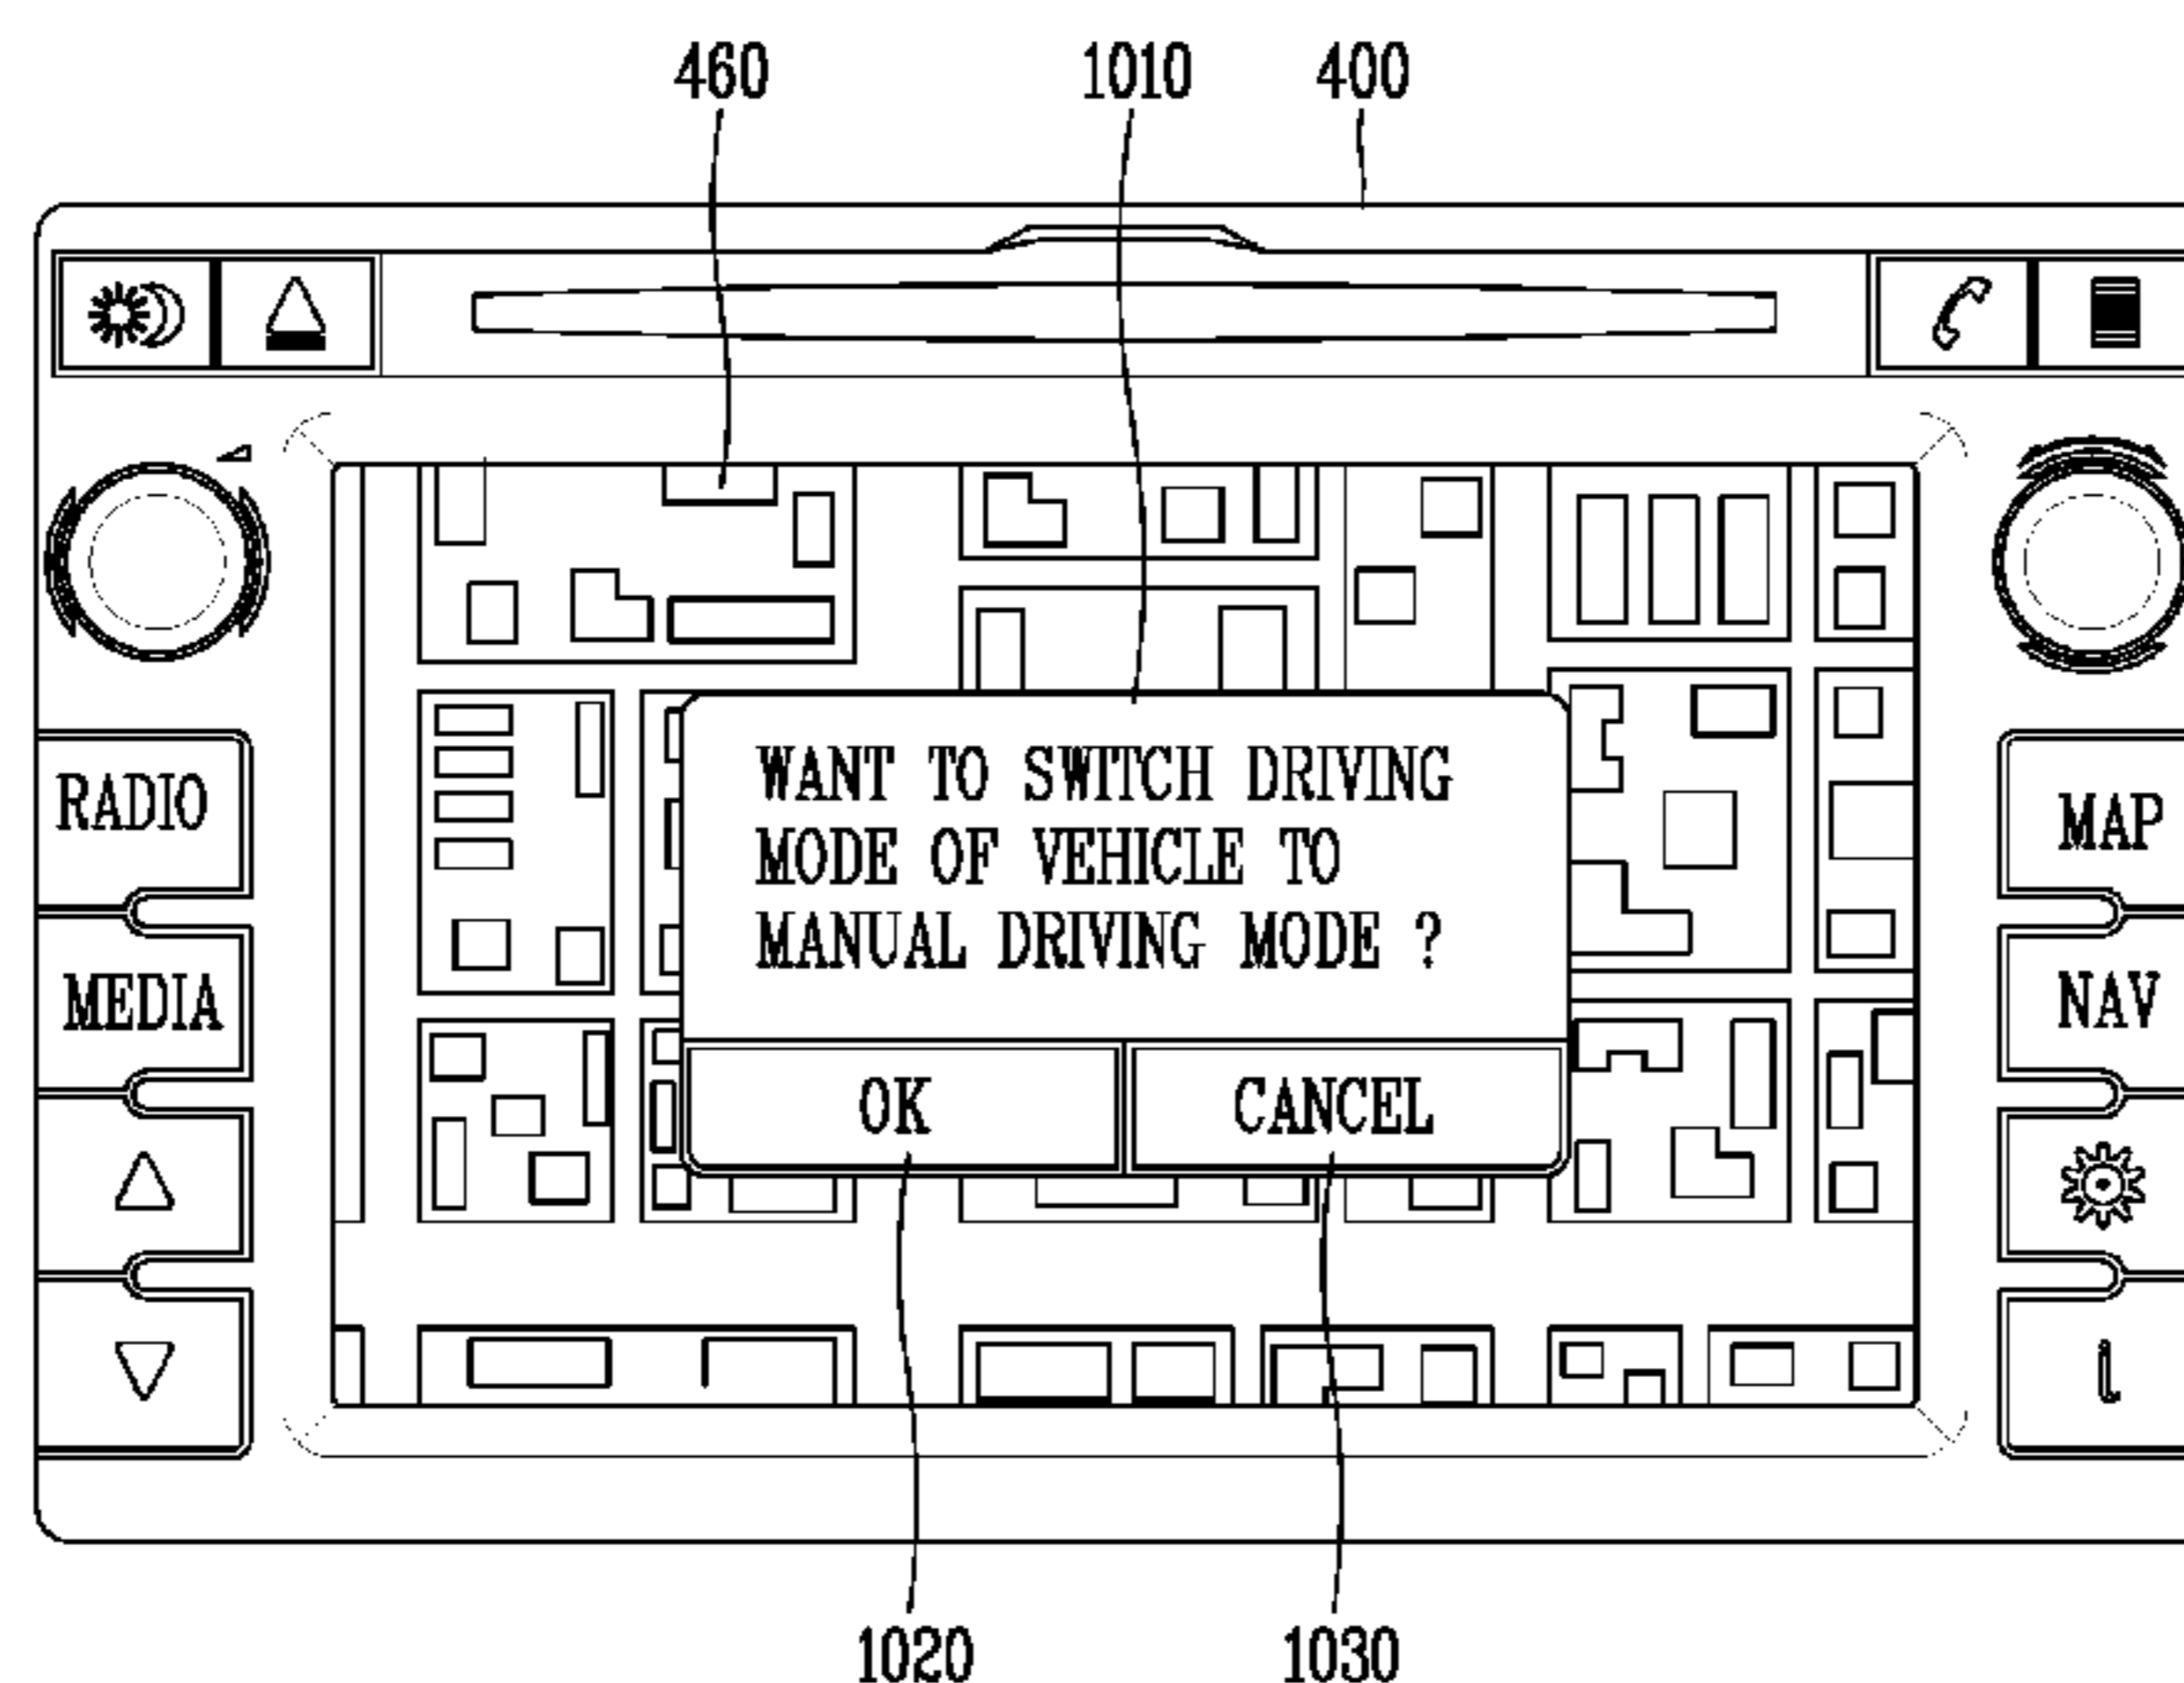 460 1010 400
RADIO
MEDIA
WANT TO SWITCH DRIVING
MODE OF VEHICLE TO
MANUAL DRIVING MODE ?
OK CANCEL
MAP
NAV
1020 1030